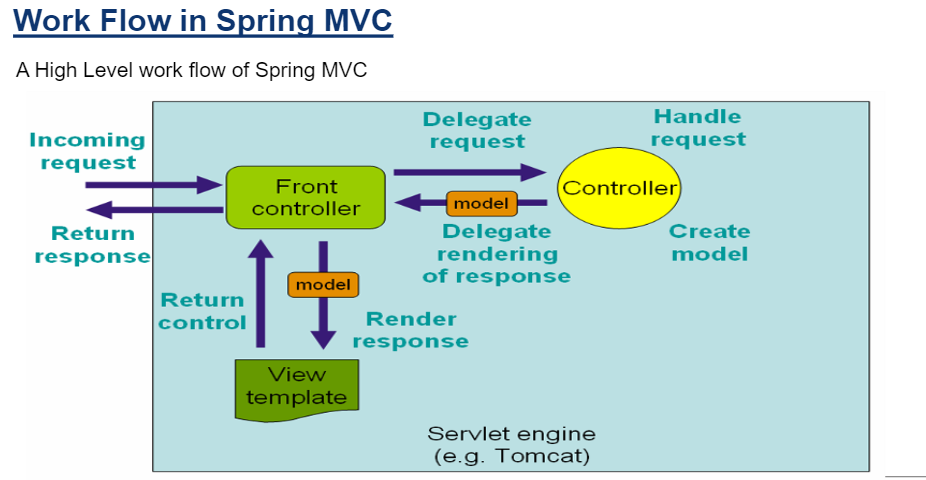 Work Flow in Spring MVC
A High Level work flow of Spring MVC
Incoming
request
Return
response
Front
controller
Delegate
request
model
Delegate
rendering
of response
Handle
request
Controller
Create
model
Return
control
model
Render
response
View
template
Servlet engine
(e.g. Tomcat)